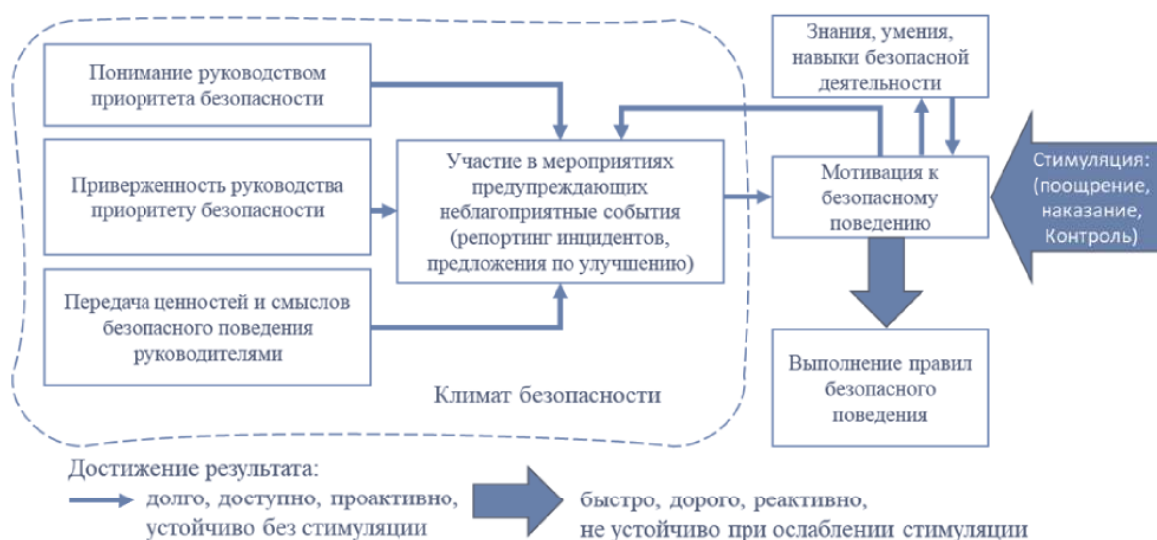 Понимание руководством
приоритета безопасности
Приверженность руководства
приоритету безопасности
Передача ценностей и смыслов
безопасного поведения
руководителями
Участие в мероприятиях
предупреждающих
неблагоприятные события
(репортинг инцидентов,
предложения по улучшению)
Климат безопасности
Знания, умения,
навыки безопасной
деятельности
Мотивация к
безопасному
поведению
Стимуляция:
(поощрение,
наказание,
Контроль)
Выполнение правил
безопасного
поведения
Достижение результата:
долго, доступно, проактивно,
устойчиво без стимуляции
быстро, дорого, реактивно,
не устойчиво при ослаблении стимуляции